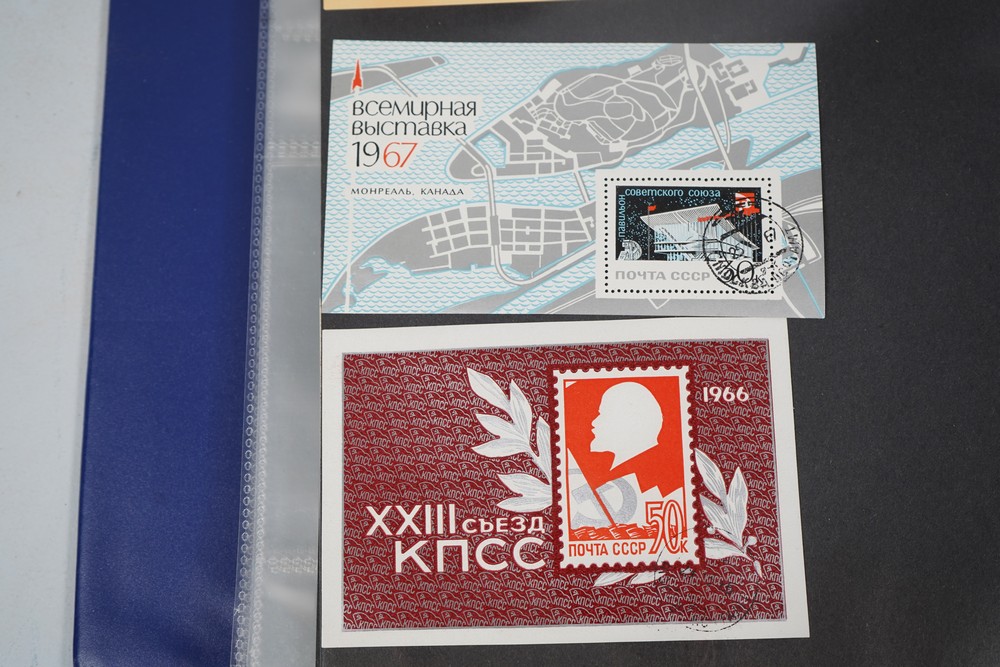 всемирная
выставка
1967
МОНРЕАЛЬ, КАНАДА
ПАВИЛЬОН
СОВЕТСКОГО СОЮЗА
ПОЧТА СССР
1966
XXIII СЪЕЗД
КПСС
ПОЧТА СССР 50К